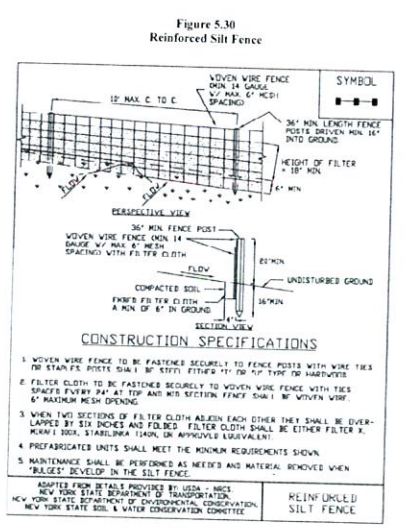 Figure 5.30
Reinforced Silt Fence
SYMBOL
WOVEN WIRE FENCE
(MIN. 14 GAUGE
W/ MAX. 6" MESH
SPACING)
10' MAX. C. TO C.
36" MIN. LENGTH FENCE
POSTS DRIVEN MIN. 16"
INTO GROUND.
HEIGHT OF FILTER
= 18" MIN.
6" MIN
FLOW
FLOW
PERSPECTIVE VIEW
36" MIN. FENCE POST
WOVEN WIRE FENCE (MIN. 14
GAUGE W/ MAX 6" MESH
SPACING) WITH FILTER CLOTH
FLOW
20"MIN.
UNDISTURBED GROUND
COMPACTED SOIL
EMBED FILTER CLOTH
A MIN OF 6" IN GROUND
16"MIN.
4"
SECTION VIEW
CONSTRUCTION SPECIFICATIONS
1. WOVEN WIRE FENCE TO BE FASTENED SECURELY TO FENCE POSTS WITH WIRE TIES
OR STAPLES. POSTS SHALL BE STEEL EITHER "T" OR "U" TYPE OR HARDWOOD.
2. FILTER CLOTH TO BE FASTENED SECURELY TO WOVEN WIRE FENCE WITH TIES
SPACED EVERY 24" AT TOP AND MID SECTION. FENCE SHALL BE WOVEN WIRE,
6" MAXIMUM MESH OPENING.
3. WHEN TWO SECTIONS OF FILTER CLOTH ADJOIN EACH OTHER THEY SHALL BE OVER-
LAPPED BY SIX INCHES AND FOLDED. FILTER CLOTH SHALL BE EITHER FILTER X,
MIRAFI 100X, STABILINKA T140N, OR APPROVED EQUIVALENT.
4. PREFABRICATED UNITS SHALL MEET THE MINIMUM REQUIREMENTS SHOWN.
5. MAINTENANCE SHALL BE PERFORMED AS NEEDED AND MATERIAL REMOVED WHEN
"BULGES" DEVELOP IN THE SILT FENCE.
ADAPTED FROM DETAILS PROVIDED BY: USDA - NRCS,
NEW YORK STATE DEPARTMENT OF TRANSPORTATION,
NEW YORK STATE DEPARTMENT OF ENVIRONMENTAL CONSERVATION,
NEW YORK STATE SOIL & WATER CONSERVATION COMMITTEE
REINFORCED
SILT FENCE